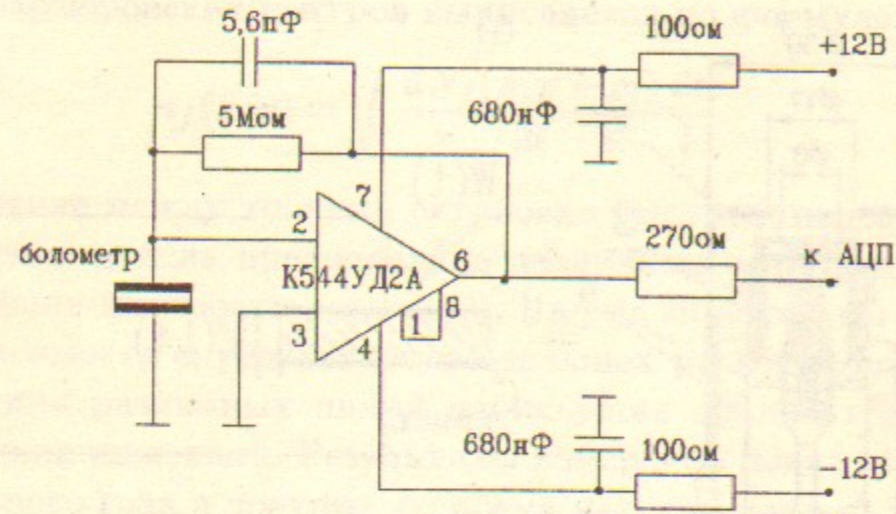 5,6пФ
100ом
+12В
680нФ
5Мом
7
2
болометр
К544УД2А
6
270ом
к АЦП
8
1
3
4
680нФ
100ом
−12В